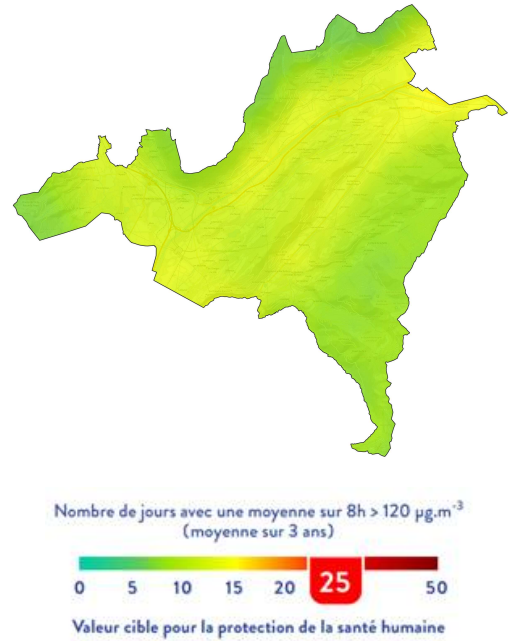 Nombre de jours avec une moyenne sur 8h > 120 µg.m⁻³
(moyenne sur 3 ans)
0 5 10 15 20 25 50
Valeur cible pour la protection de la santé humaine